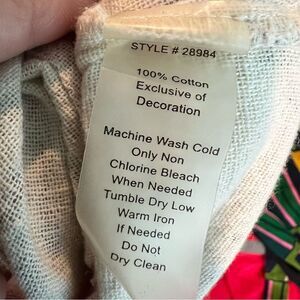 STYLE # 28984
100% Cotton
Exclusive of
Decoration
Machine Wash Cold
Only Non
Chlorine Bleach
When Needed
Tumble Dry Low
Warm Iron
If Needed
Do Not
Dry Clean